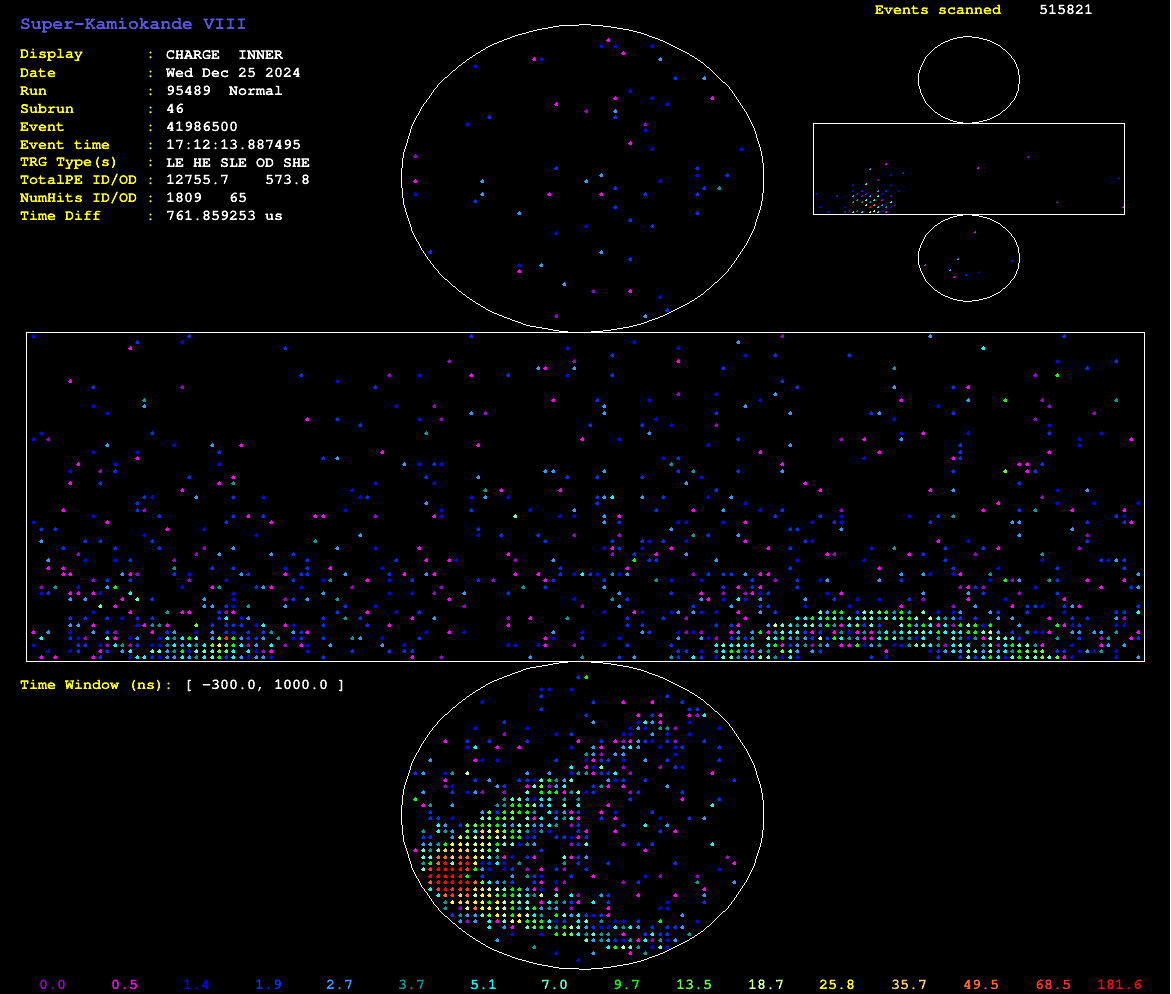 Super-Kamiokande VIII
Events scanned 515821
Display : CHARGE INNER
Date : Wed Dec 25 2024
Run : 95489 Normal
Subrun : 46
Event : 41986500
Event time : 17:12:13.887495
TRG Type(s) : LE HE SLE OD SHE
TotalPE ID/OD : 12755.7 573.8
NumHits ID/OD : 1809 65
Time Diff : 761.859253 us
Time Window (ns): [ −300.0, 1000.0 ]
0.0 0.5 1.4 1.9 2.7 3.7 5.1 7.0 9.7 13.5 18.7 25.8 35.7 49.5 68.5 181.6